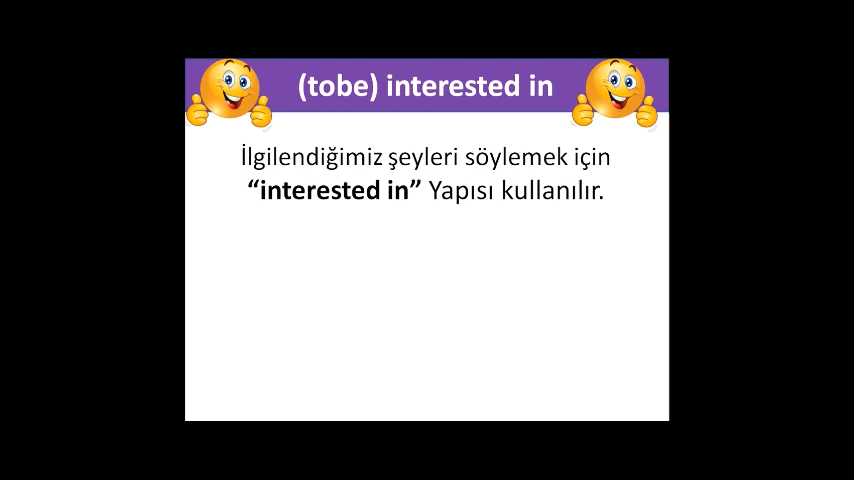 (tobe) interested in
İlgilendiğimiz şeyleri söylemek için
“interested in” Yapısı kullanılır.